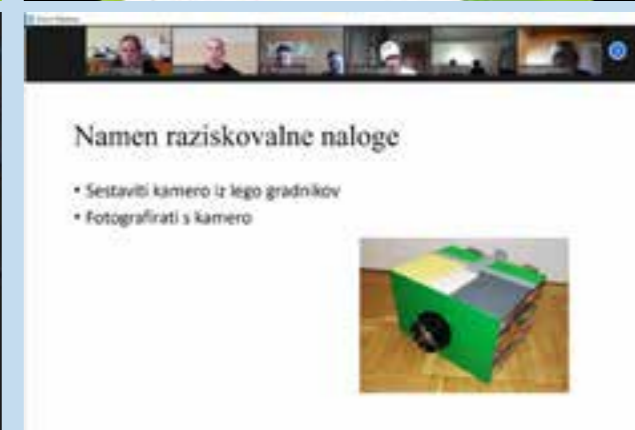 Namen raziskovalne naloge
• Sestaviti kamero iz lego gradnikov
• Fotografirati s kamero